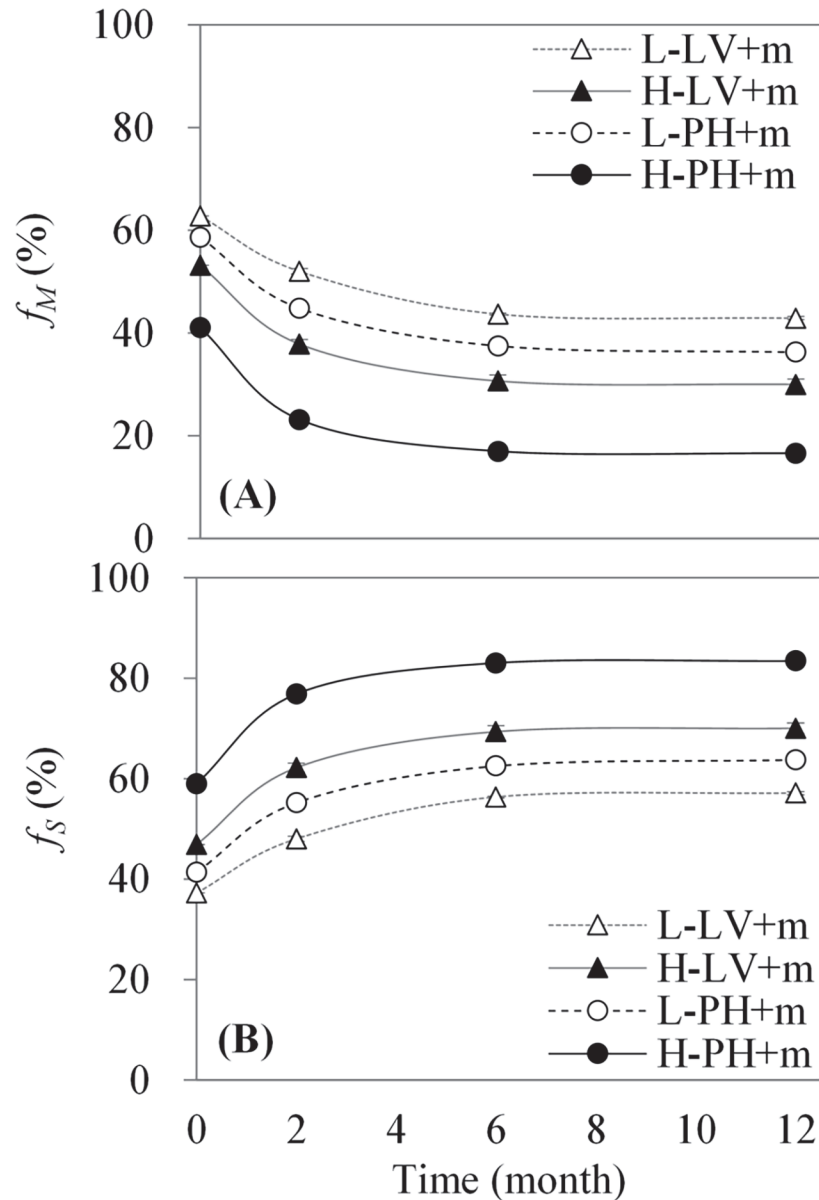 100
80
60
40
20
0
f_M (%)
L-LV+m
H-LV+m
L-PH+m
H-PH+m
(A)
100
80
60
40
20
0
f_S (%)
L-LV+m
H-LV+m
L-PH+m
H-PH+m
(B)
0 2 4 6 8 10 12
Time (month)